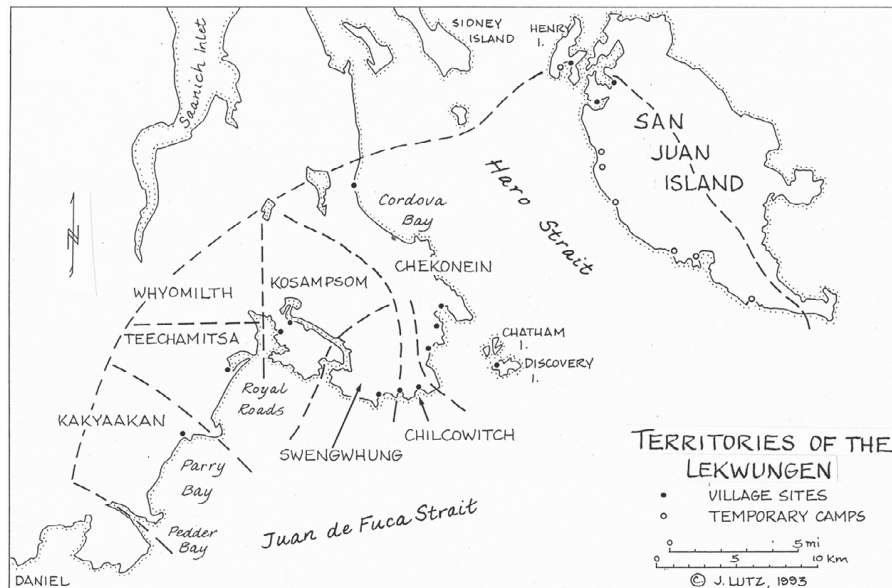 SIDNEY
ISLAND
HENRY
I.
Saanich Inlet
SAN
JUAN
ISLAND
Haro Strait
Cordova
Bay
N
CHEKONEIN
KOSAMPSOM
WHYOMILTH
TEECHAMITSA
CHATHAM
I.
DISCOVERY
I.
Royal
Roads
KAKYAAKAN
CHILCOWITCH
SWENGWHUNG
Parry
Bay
Pedder
Bay
Juan de Fuca Strait
DANIEL
TERRITORIES OF THE
LEKWUNGEN
VILLAGE SITES
TEMPORARY CAMPS
0 5 mi
0 5 10 Km
© J. LUTZ, 1993